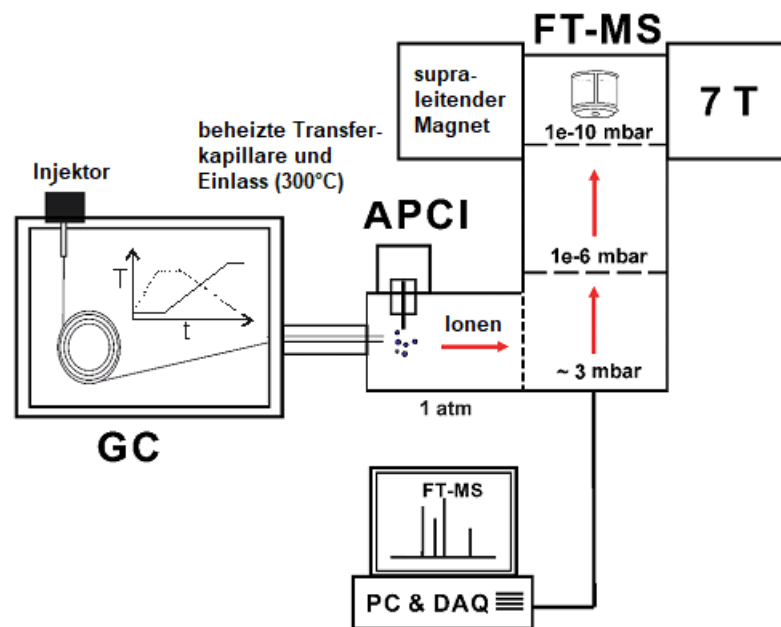 FT-MS
supra-
leitender
Magnet
7 T
1e-10 mbar
beheizte Transfer-
kapillare und
Einlass (300°C)
Injektor
APCI
1e-6 mbar
T
t
Ionen
~ 3 mbar
1 atm
GC
FT-MS
PC & DAQ